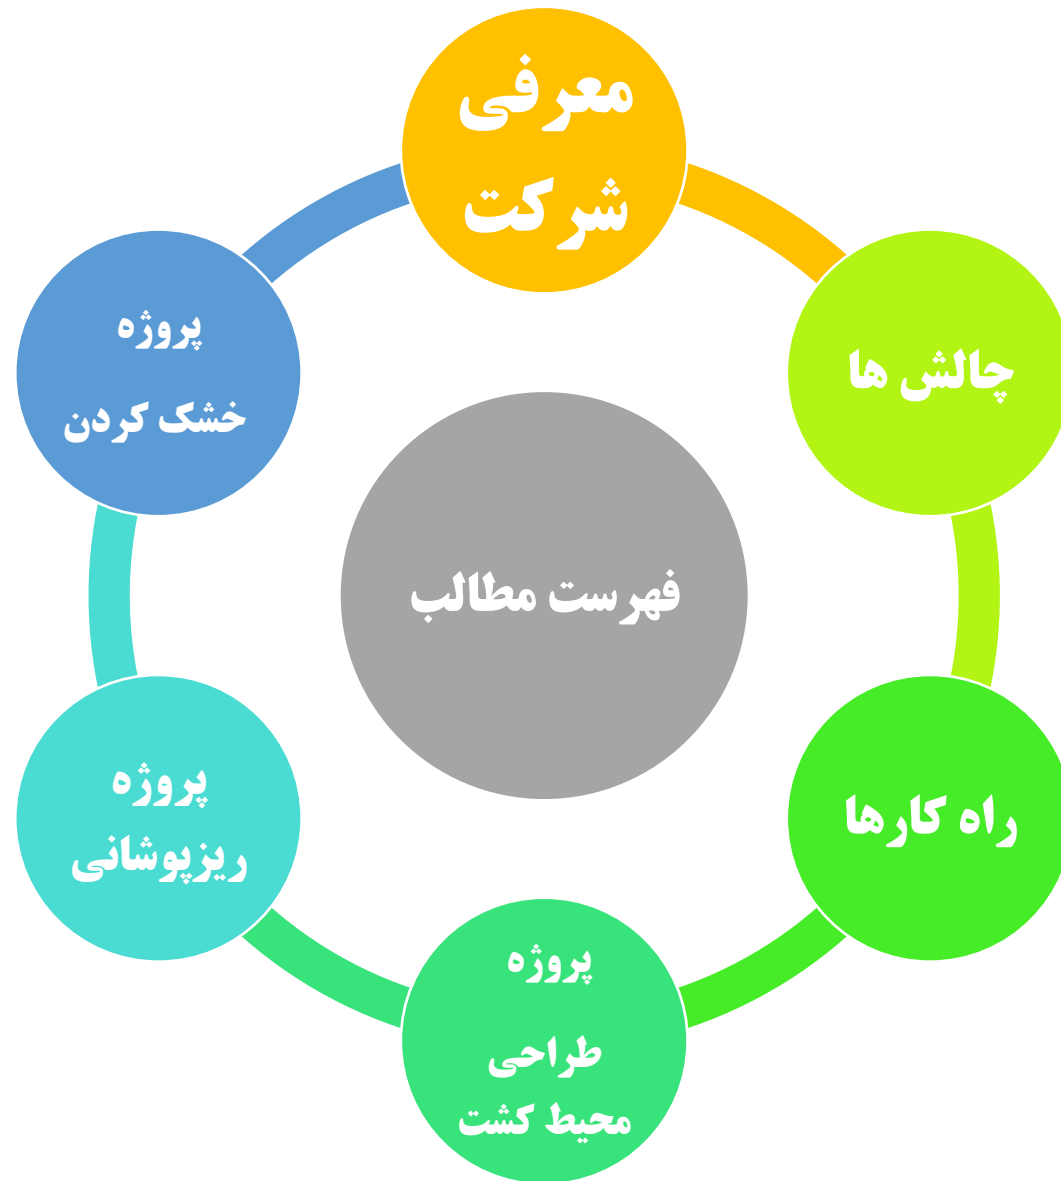 معرفی
شرکت
چالش ها
راه کارها
پروژه
طراحی
محیط کشت
پروژه
ریزپوشانی
پروژه
خشک کردن
فهرست مطالب